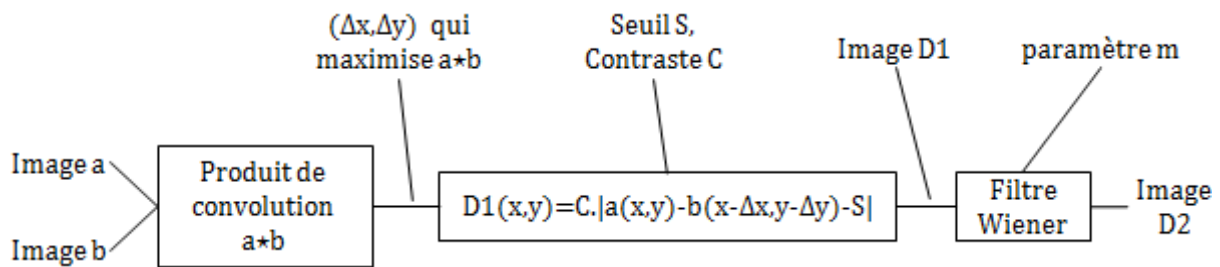 (Δx,Δy) qui
maximise a⋆b
Seuil S,
Contraste C
Image D1
paramètre m
Image a
Image b
Produit de
convolution
a⋆b
D1(x,y)=C.|a(x,y)-b(x-Δx,y-Δy)-S|
Filtre
Wiener
Image
D2